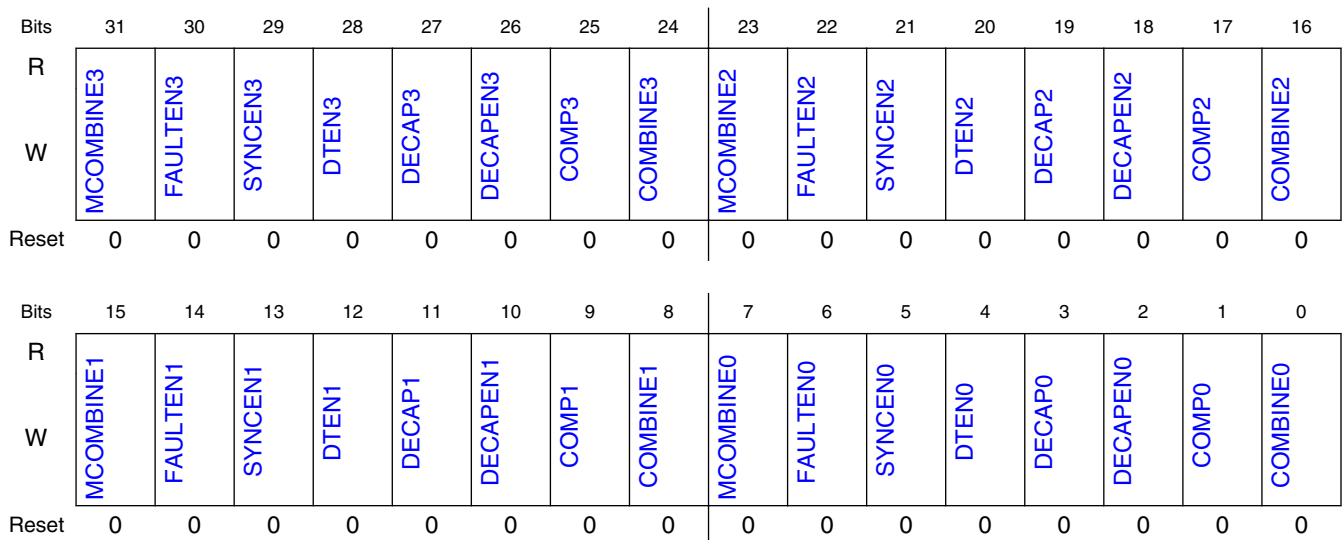 Bits 31 30 29 28 27 26 25 24 23 22 21 20 19 18 17 16
R
W
MCOMBINE3 FAULTEN3 SYNCEN3 DTEN3 DECAP3 DECAPEN3 COMP3 COMBINE3 MCOMBINE2 FAULTEN2 SYNCEN2 DTEN2 DECAP2 DECAPEN2 COMP2 COMBINE2
Reset 0 0 0 0 0 0 0 0 0 0 0 0 0 0 0 0
Bits 15 14 13 12 11 10 9 8 7 6 5 4 3 2 1 0
R
W
MCOMBINE1 FAULTEN1 SYNCEN1 DTEN1 DECAP1 DECAPEN1 COMP1 COMBINE1 MCOMBINE0 FAULTEN0 SYNCEN0 DTEN0 DECAP0 DECAPEN0 COMP0 COMBINE0
Reset 0 0 0 0 0 0 0 0 0 0 0 0 0 0 0 0